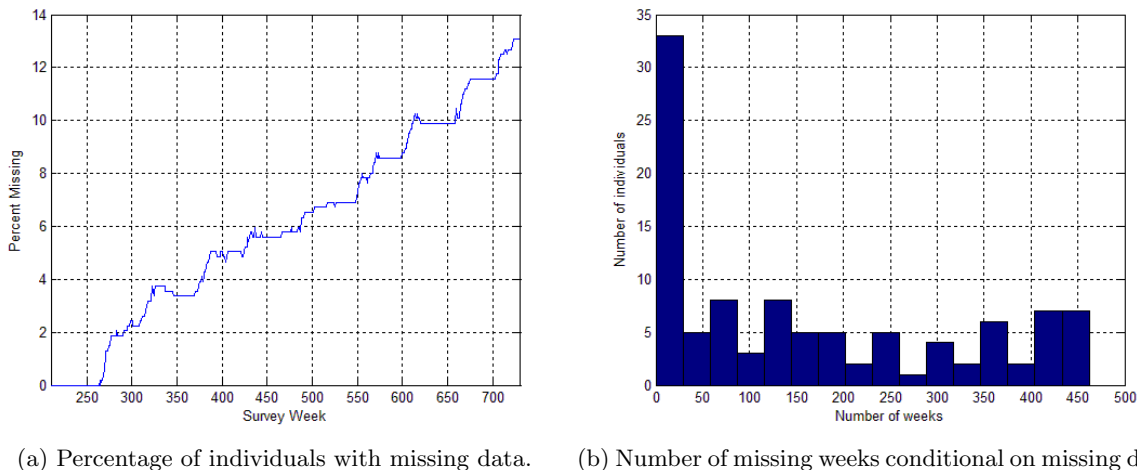 14
12
10
8
6
4
2
0
Percent Missing
250 300 350 400 450 500 550 600 650 700
Survey Week
35
30
25
20
15
10
5
0
Number of individuals
0 50 100 150 200 250 300 350 400 450 500
Number of weeks
(a) Percentage of individuals with missing data.
(b) Number of missing weeks conditional on missing d